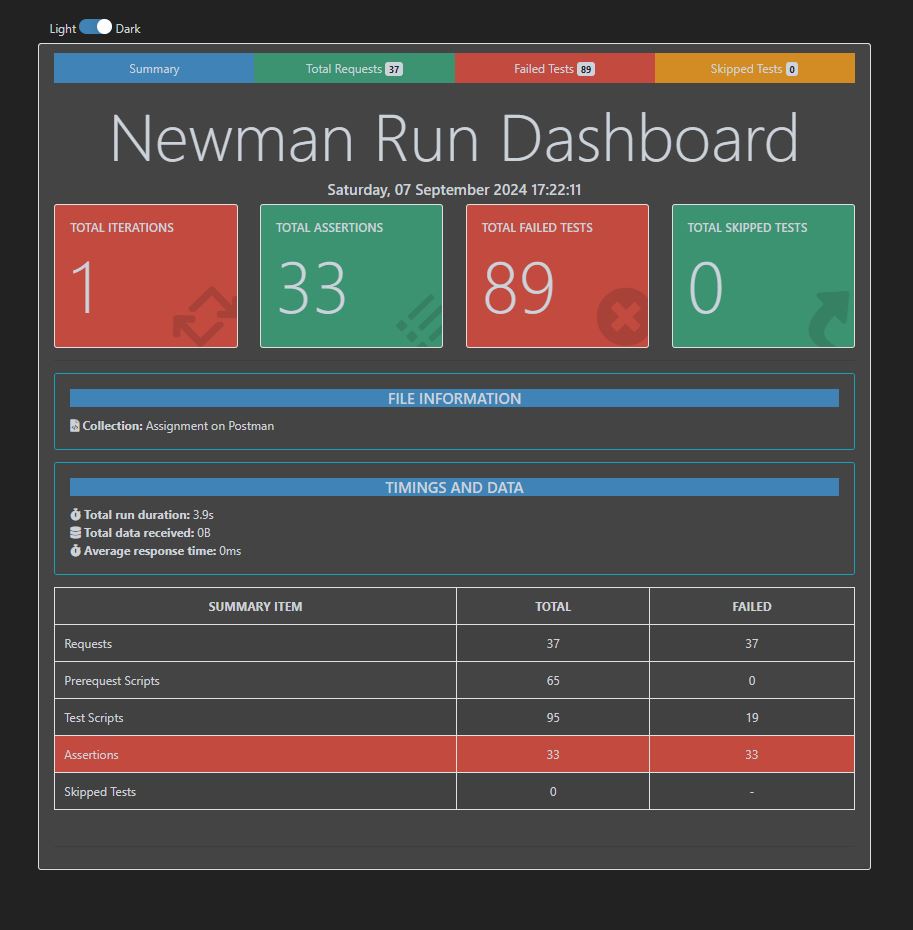 Light Dark
Summary Total Requests 37 Failed Tests 89 Skipped Tests 0
Newman Run Dashboard
Saturday, 07 September 2024 17:22:11
TOTAL ITERATIONS TOTAL ASSERTIONS TOTAL FAILED TESTS TOTAL SKIPPED TESTS
1 33 89 0
FILE INFORMATION
Collection: Assignment on Postman
TIMINGS AND DATA
Total run duration: 3.9s
Total data received: 0B
Average response time: 0ms
SUMMARY ITEM TOTAL FAILED
Requests 37 37
Prerequest Scripts 65 0
Test Scripts 95 19
Assertions 33 33
Skipped Tests 0 -